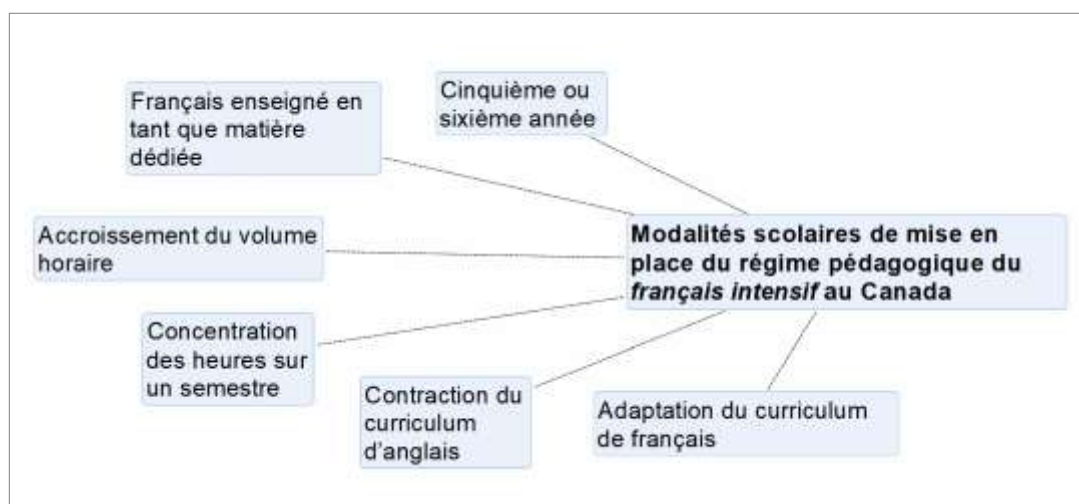 Français enseigné en
tant que matière
dédiée
Cinquième ou
sixième année
Accroissement du volume
horaire
Modalités scolaires de mise en
place du régime pédagogique du
français intensif au Canada
Concentration
des heures sur
un semestre
Contraction du
curriculum
d'anglais
Adaptation du curriculum
de français